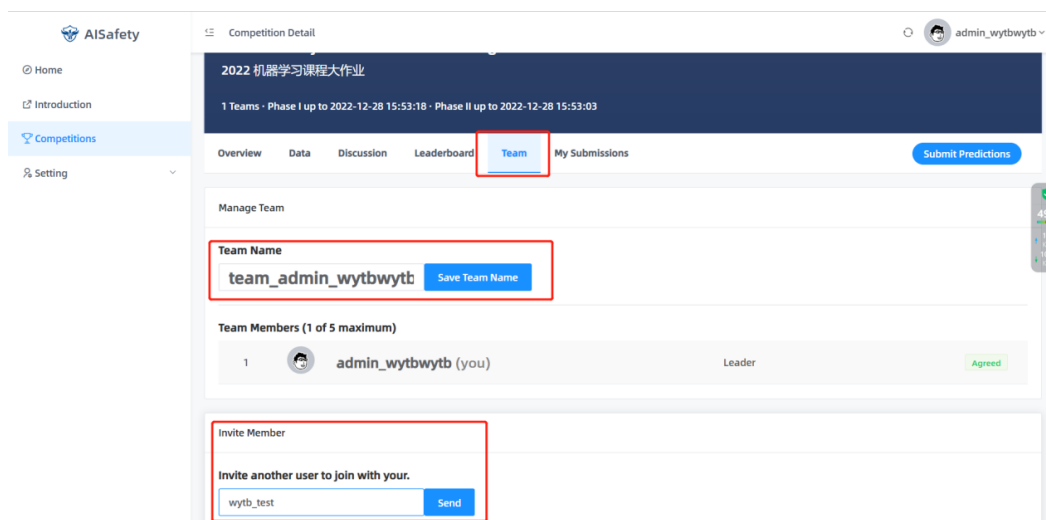 AISafety
Competition Detail
admin_wytbwytb
Home
Introduction
Competitions
Setting
2022 机器学习课程大作业
1 Teams · Phase I up to 2022-12-28 15:53:18 · Phase II up to 2022-12-28 15:53:03
Overview Data Discussion Leaderboard Team My Submissions
Submit Predictions
Manage Team
Team Name
team_admin_wytbwytb
Save Team Name
Team Members (1 of 5 maximum)
1 admin_wytbwytb (you) Leader Agreed
Invite Member
Invite another user to join with your.
wytb_test
Send